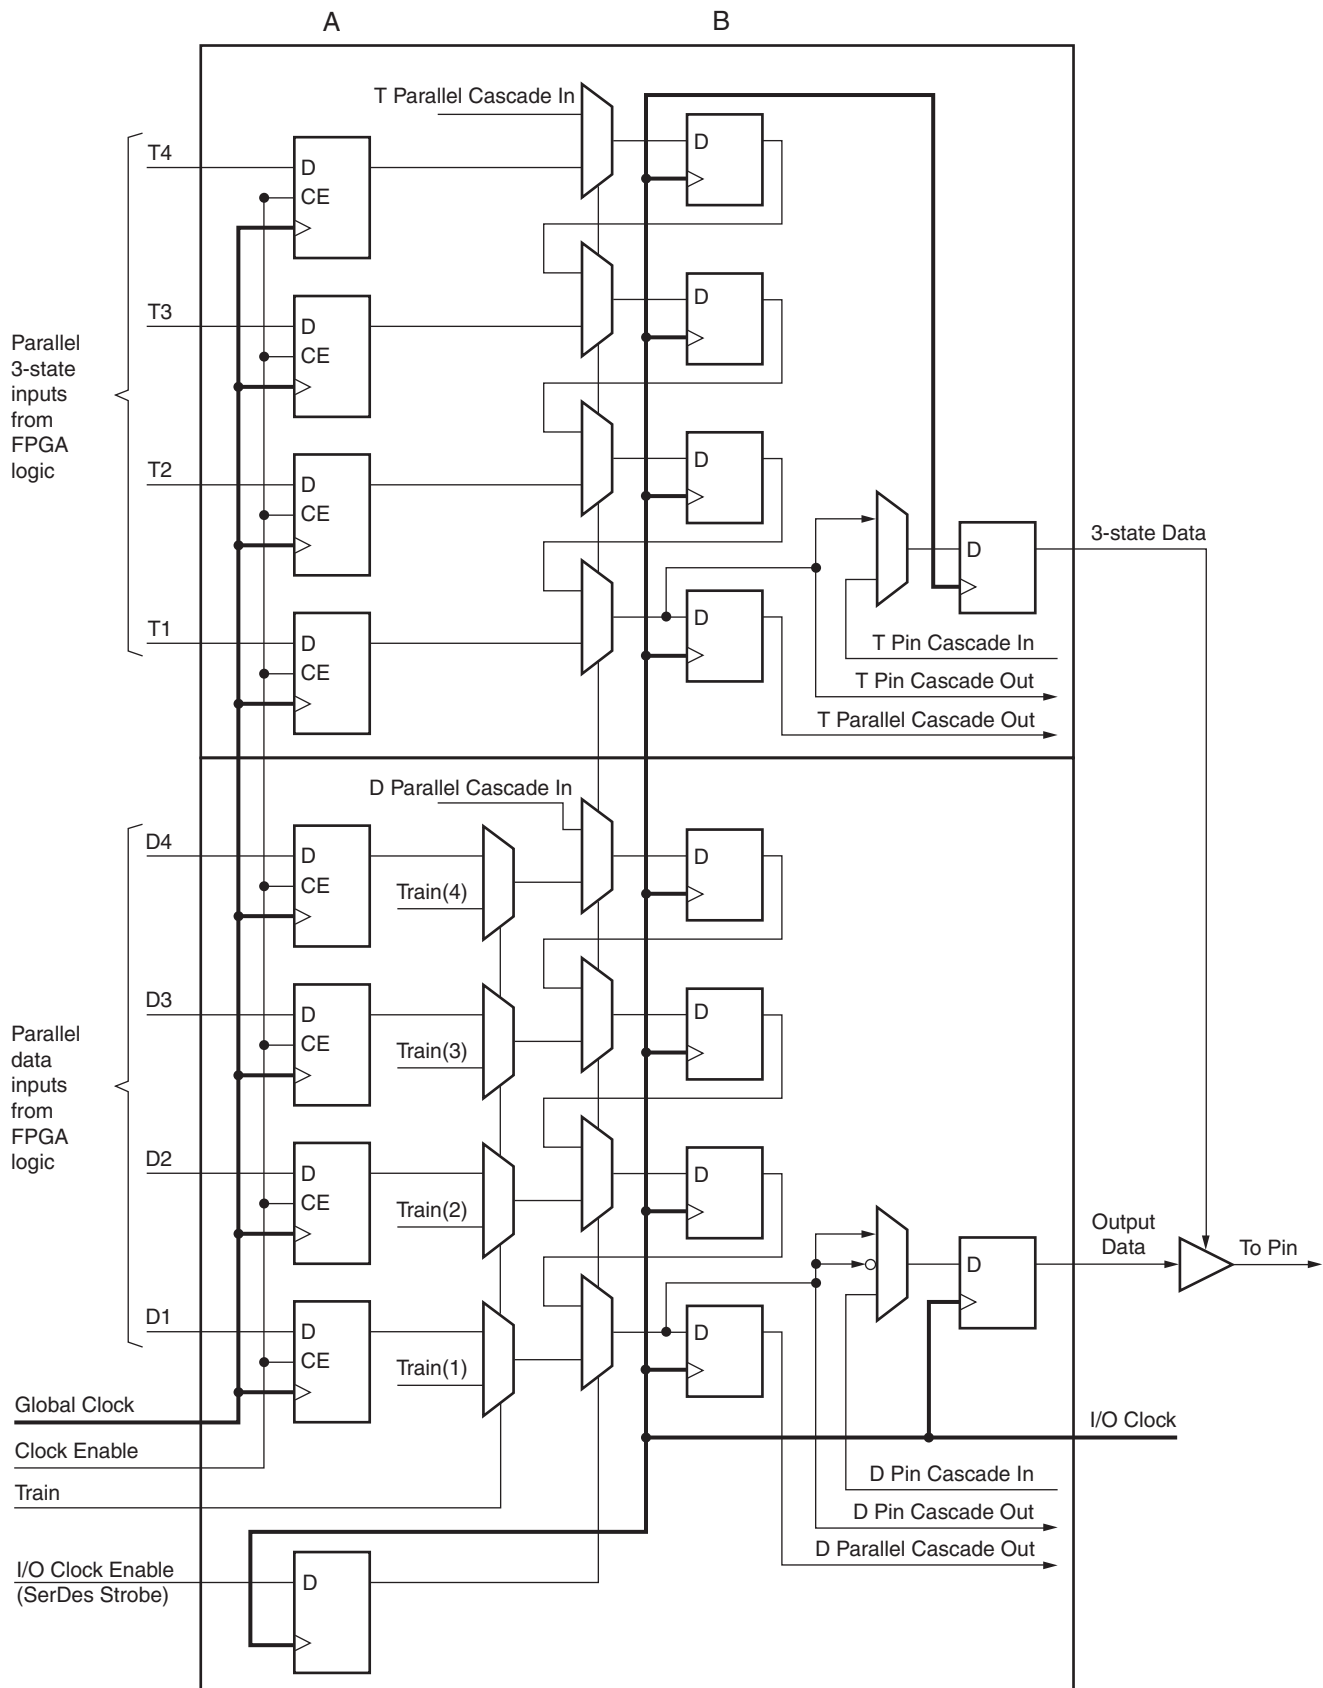 A
B
T Parallel Cascade In
T4
D
CE
D
T3
D
CE
D
Parallel
3-state
inputs
from
FPGA
logic
T2
D
CE
D
3-state Data
D
T1
D
CE
D
T Pin Cascade In
T Pin Cascade Out
T Parallel Cascade Out
D Parallel Cascade In
D4
D
CE
Train(4)
D
D3
D
CE
Train(3)
D
Parallel
data
inputs
from
FPGA
logic
D2
D
CE
Train(2)
D
Output
Data
To Pin
D
D1
D
CE
Train(1)
D
Global Clock
I/O Clock
Clock Enable
D Pin Cascade In
Train
D Pin Cascade Out
D Parallel Cascade Out
I/O Clock Enable
(SerDes Strobe)
D